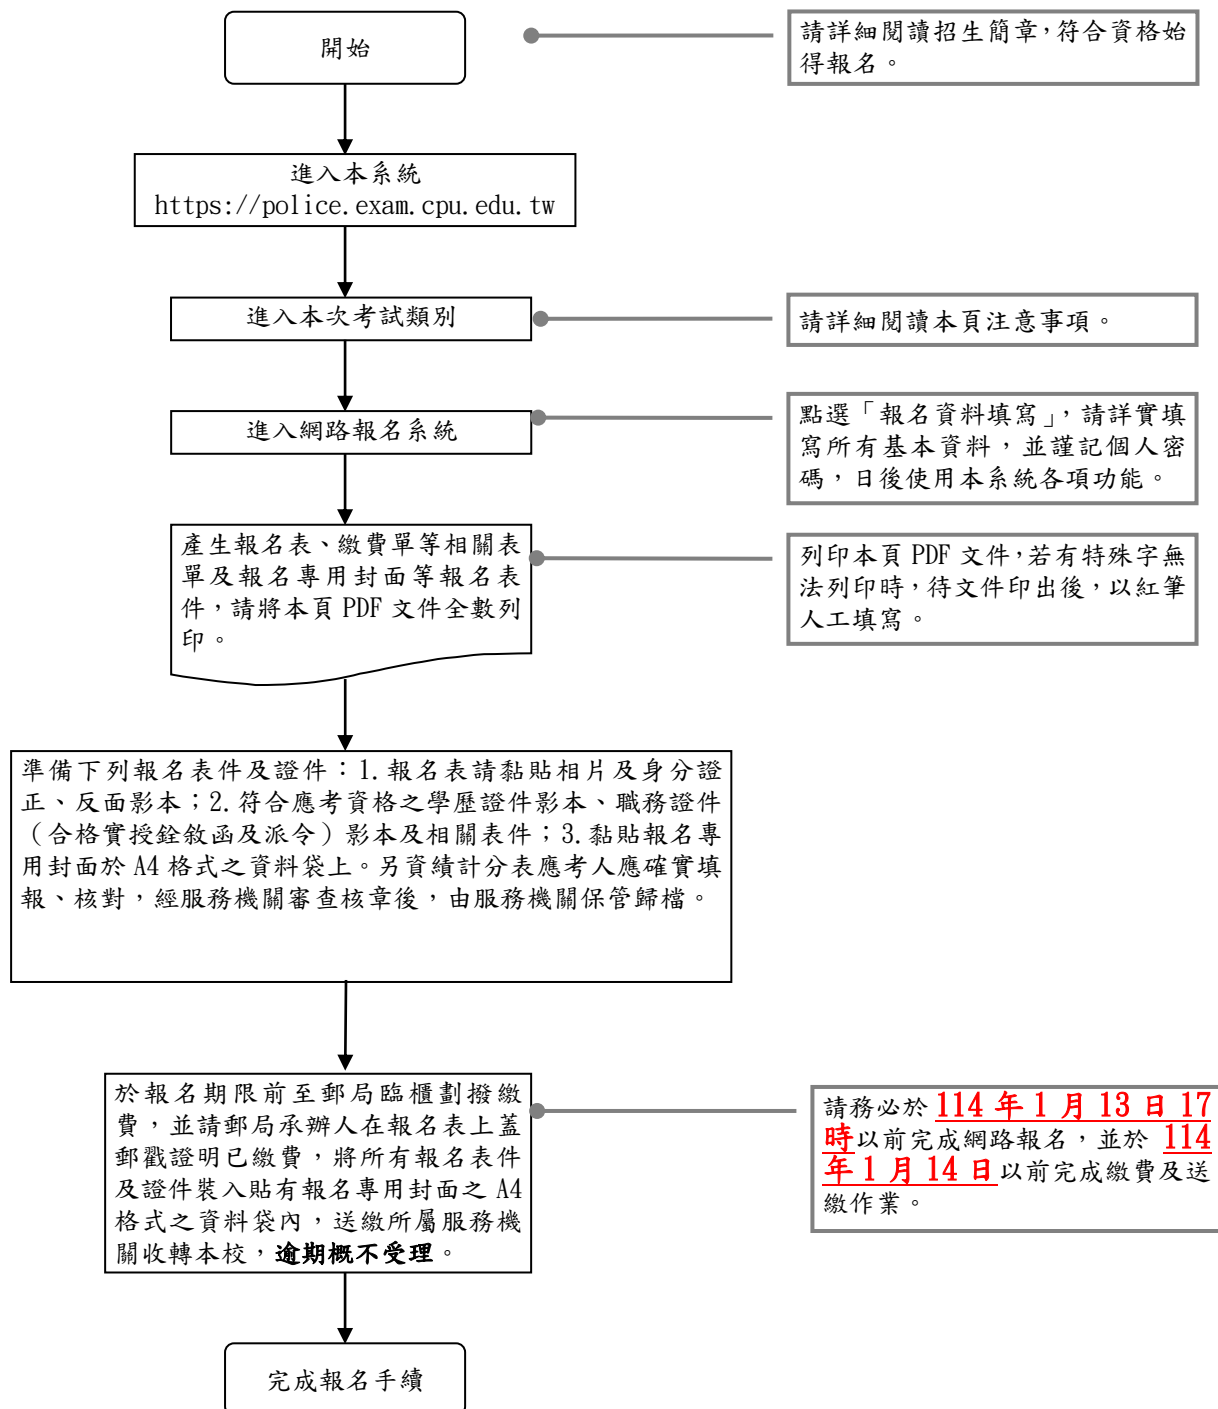 開始
請詳細閱讀招生簡章，符合資格始
得報名。
進入本系統
https://police.exam.cpu.edu.tw
進入本次考試類別
請詳細閱讀本頁注意事項。
進入網路報名系統
點選「報名資料填寫」，請詳實填
寫所有基本資料，並謹記個人密
碼，日後使用本系統各項功能。
產生報名表、繳費單等相關表
單及報名專用封面等報名表
件，請將本頁 PDF 文件全數列
印。
列印本頁 PDF 文件，若有特殊字無
法列印時，待文件印出後，以紅筆
人工填寫。
準備下列報名表件及證件：1.報名表請黏貼相片及身分證
正、反面影本；2.符合應考資格之學歷證件影本、職務證件
（合格實授銓敘函及派令）影本及相關表件；3.黏貼報名專
用封面於 A4 格式之資料袋上。另資績計分表應考人應確實填
報、核對，經服務機關審查核章後，由服務機關保管歸檔。
於報名期限前至郵局臨櫃劃撥繳
費，並請郵局承辦人在報名表上蓋
郵戳證明已繳費，將所有報名表件
及證件裝入貼有報名專用封面之 A4
格式之資料袋內，送繳所屬服務機
關收轉本校，逾期概不受理。
請務必於 114 年 1 月 13 日 17
時以前完成網路報名，並於 114
年 1 月 14 日以前完成繳費及送
繳作業。
完成報名手續